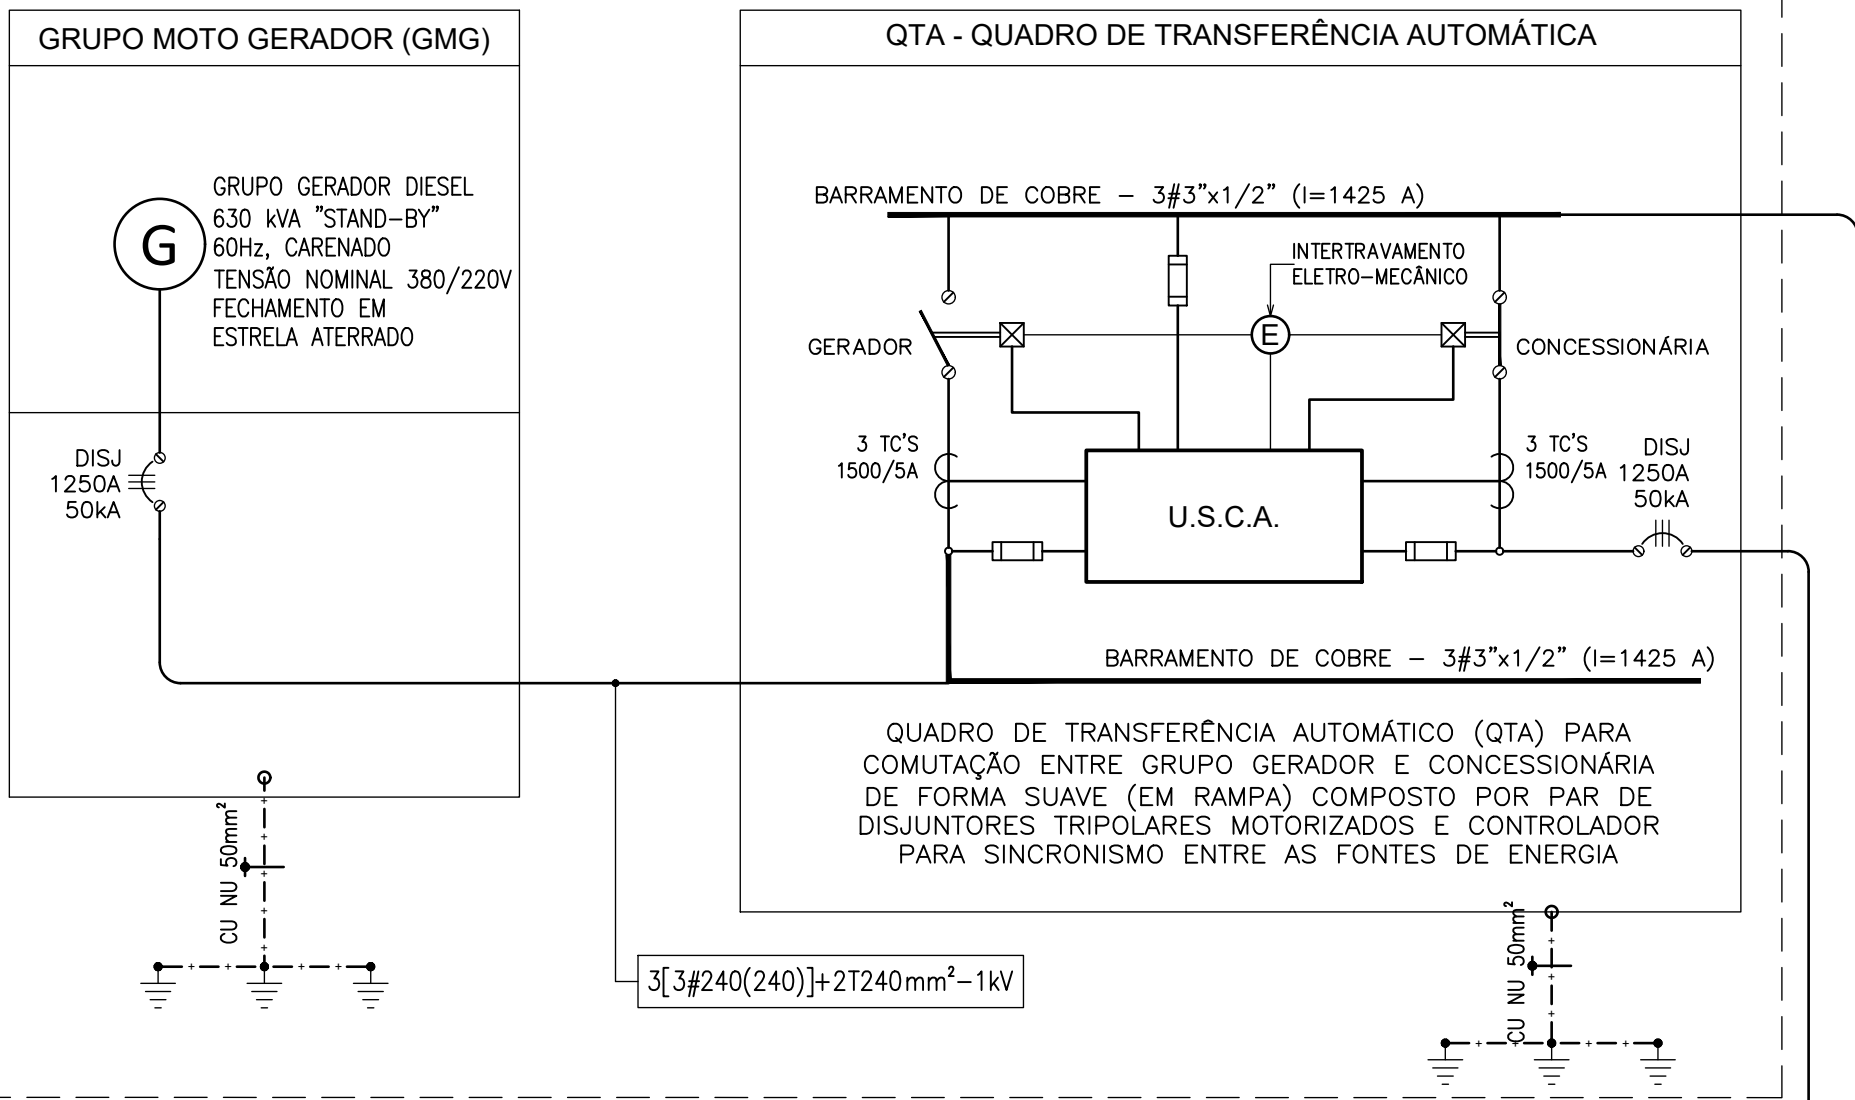 GRUPO MOTO GERADOR (GMG)
G
GRUPO GERADOR DIESEL
630 kVA "STAND-BY"
60Hz, CARENADO
TENSÃO NOMINAL 380/220V
FECHAMENTO EM
ESTRELA ATERRADO
DISJ
1250A
50kA
CU NU 50mm²
3[3#240(240)]+2T240mm²-1kV
QTA - QUADRO DE TRANSFERÊNCIA AUTOMÁTICA
BARRAMENTO DE COBRE – 3#3"x1/2" (I=1425 A)
INTERTRAVAMENTO
ELETRO-MECÂNICO
GERADOR
E
CONCESSIONÁRIA
3 TC'S
1500/5A
U.S.C.A.
3 TC'S
1500/5A
DISJ
1250A
50kA
BARRAMENTO DE COBRE – 3#3"x1/2" (I=1425 A)
QUADRO DE TRANSFERÊNCIA AUTOMÁTICO (QTA) PARA
COMUTAÇÃO ENTRE GRUPO GERADOR E CONCESSIONÁRIA
DE FORMA SUAVE (EM RAMPA) COMPOSTO POR PAR DE
DISJUNTORES TRIPOLARES MOTORIZADOS E CONTROLADOR
PARA SINCRONISMO ENTRE AS FONTES DE ENERGIA
CU NU 50mm²